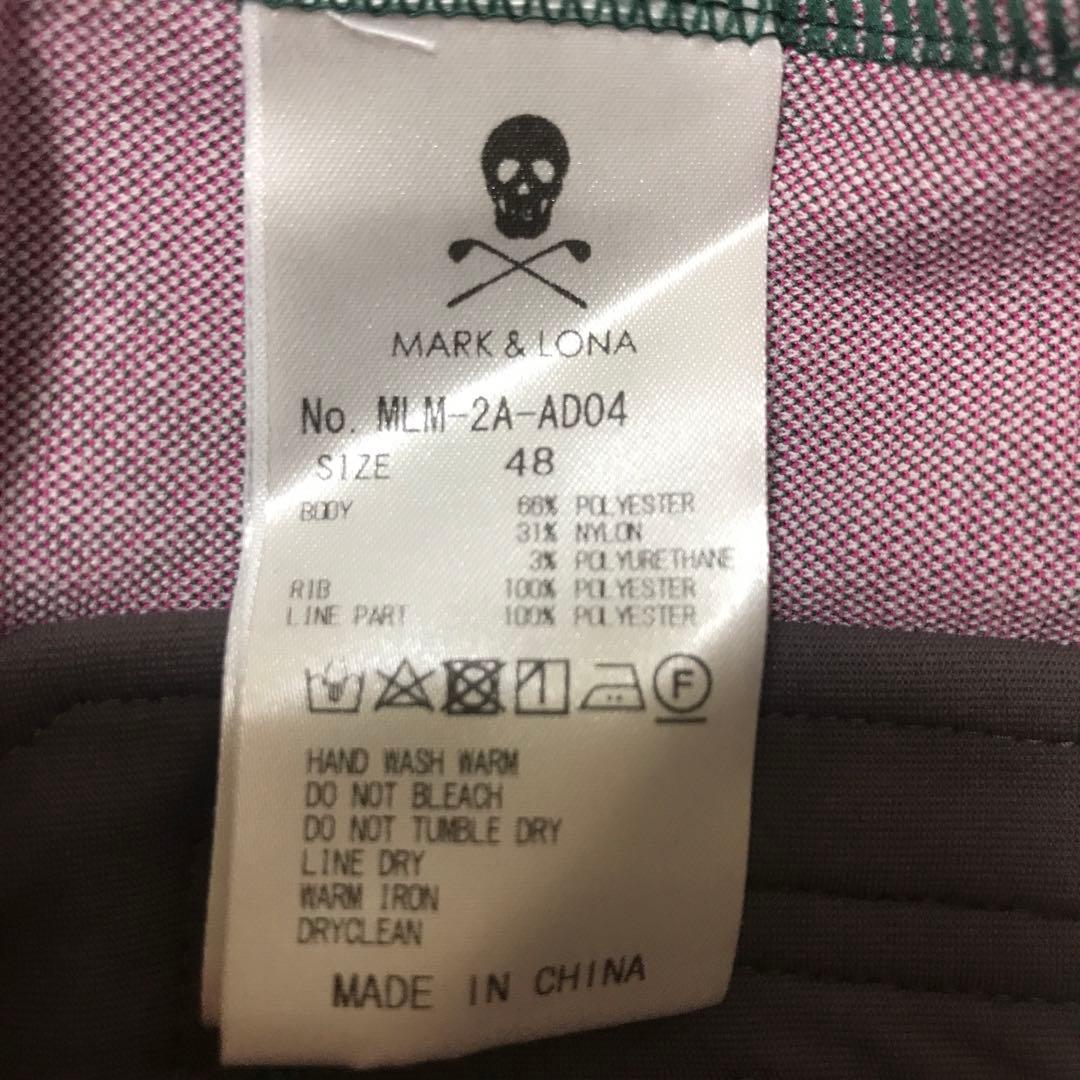 MARK & LONA
No. MLM-2A-AD04
SIZE 48
BODY 66% POLYESTER
31% NYLON
3% POLYURETHANE
RIB 100% POLYESTER
LINE PART 100% POLYESTER
F
HAND WASH WARM
DO NOT BLEACH
DO NOT TUMBLE DRY
LINE DRY
WARM IRON
DRYCLEAN
MADE IN CHINA